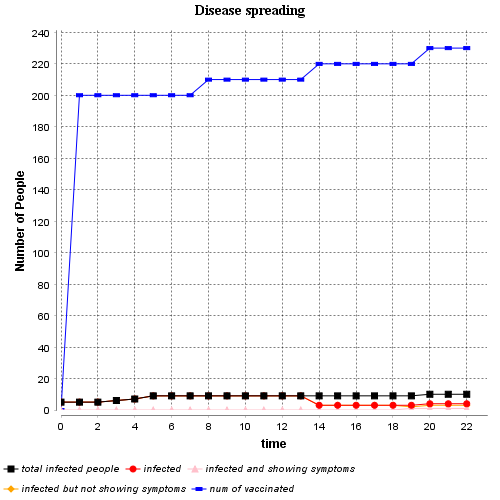 Disease spreading
240
220
200
180
160
140
120
100
80
60
40
20
0
Number of People
0 2 4 6 8 10 12 14 16 18 20 22
time
total infected people infected infected and showing symptoms
infected but not showing symptoms num of vaccinated